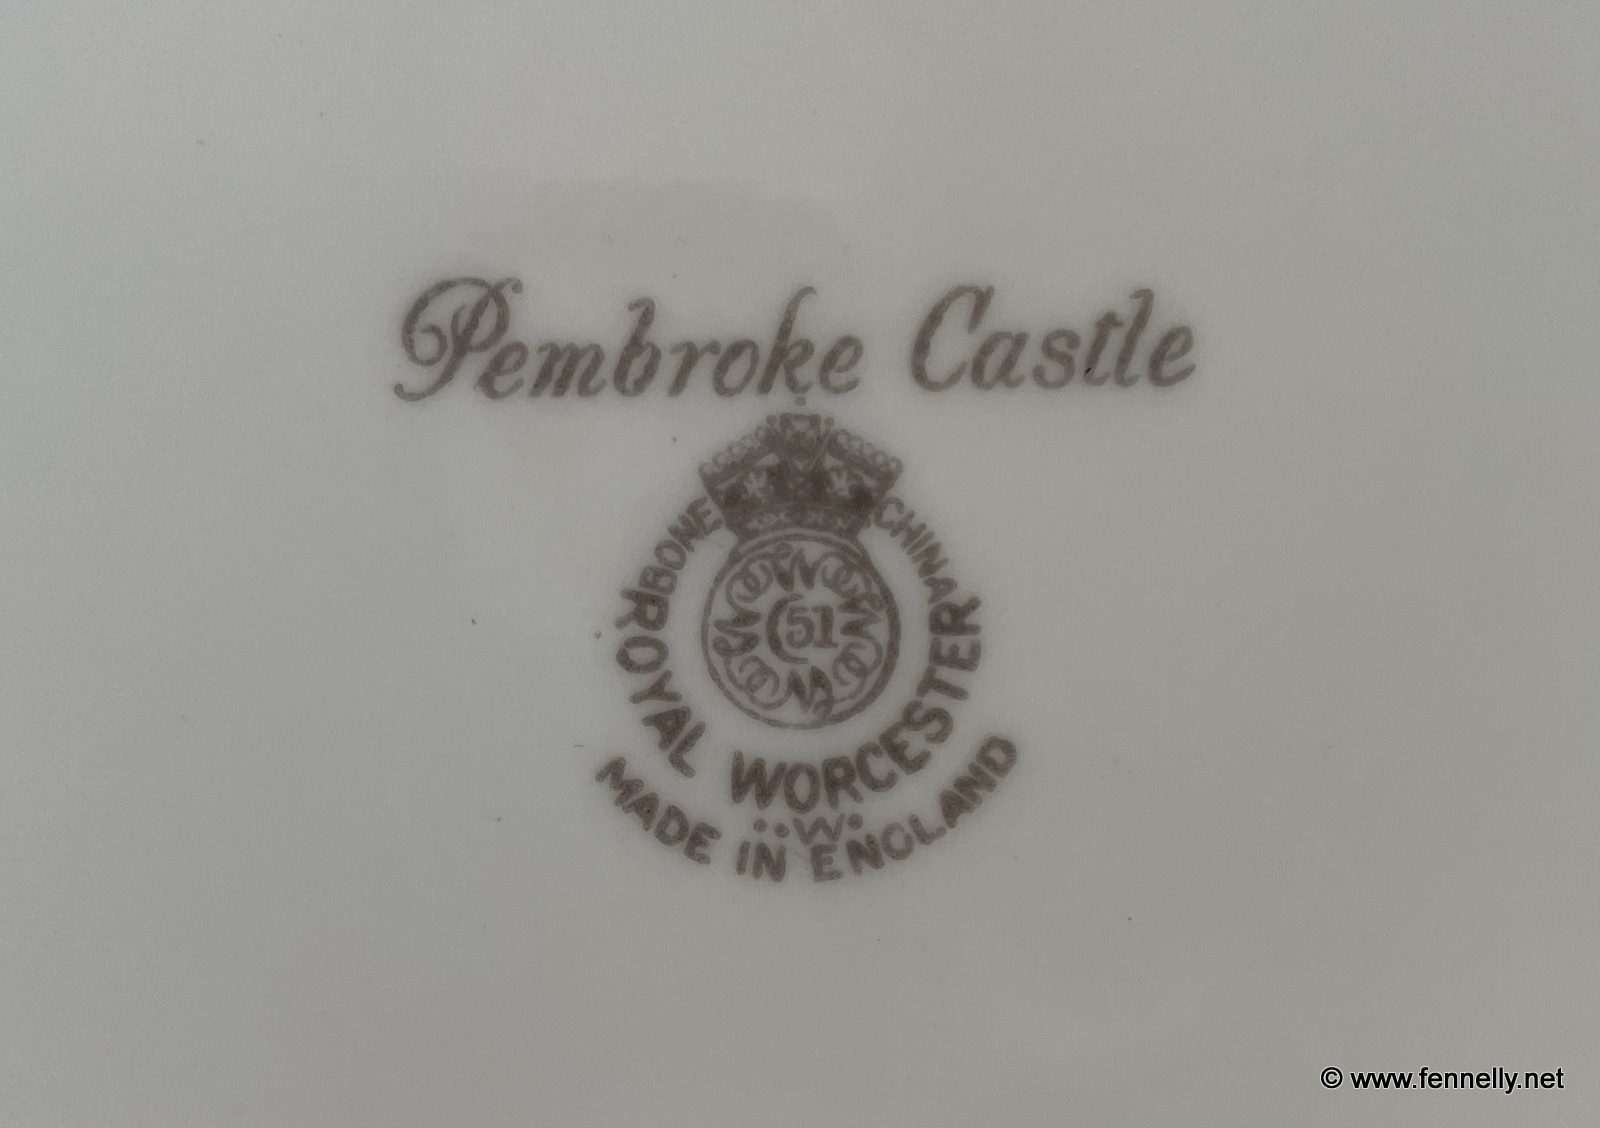 Pembroke Castle
BONE CHINA
51
ROYAL WORCESTER
W
MADE IN ENGLAND
© www.fennelly.net